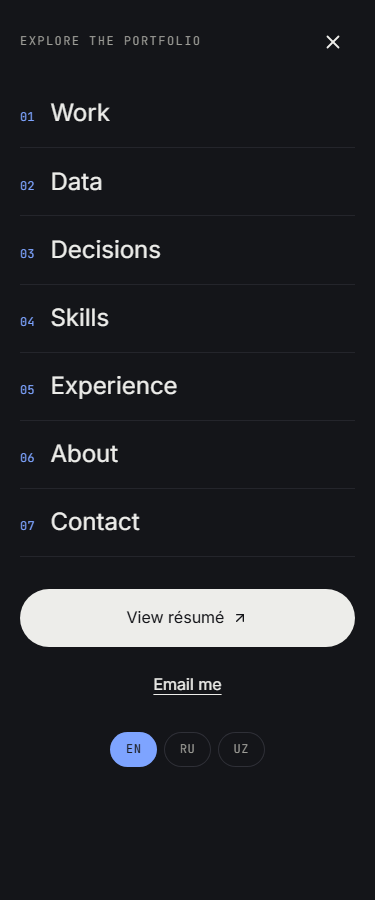 EXPLORE THE PORTFOLIO
01 Work
02 Data
03 Decisions
04 Skills
05 Experience
06 About
07 Contact
View résumé
Email me
EN RU UZ